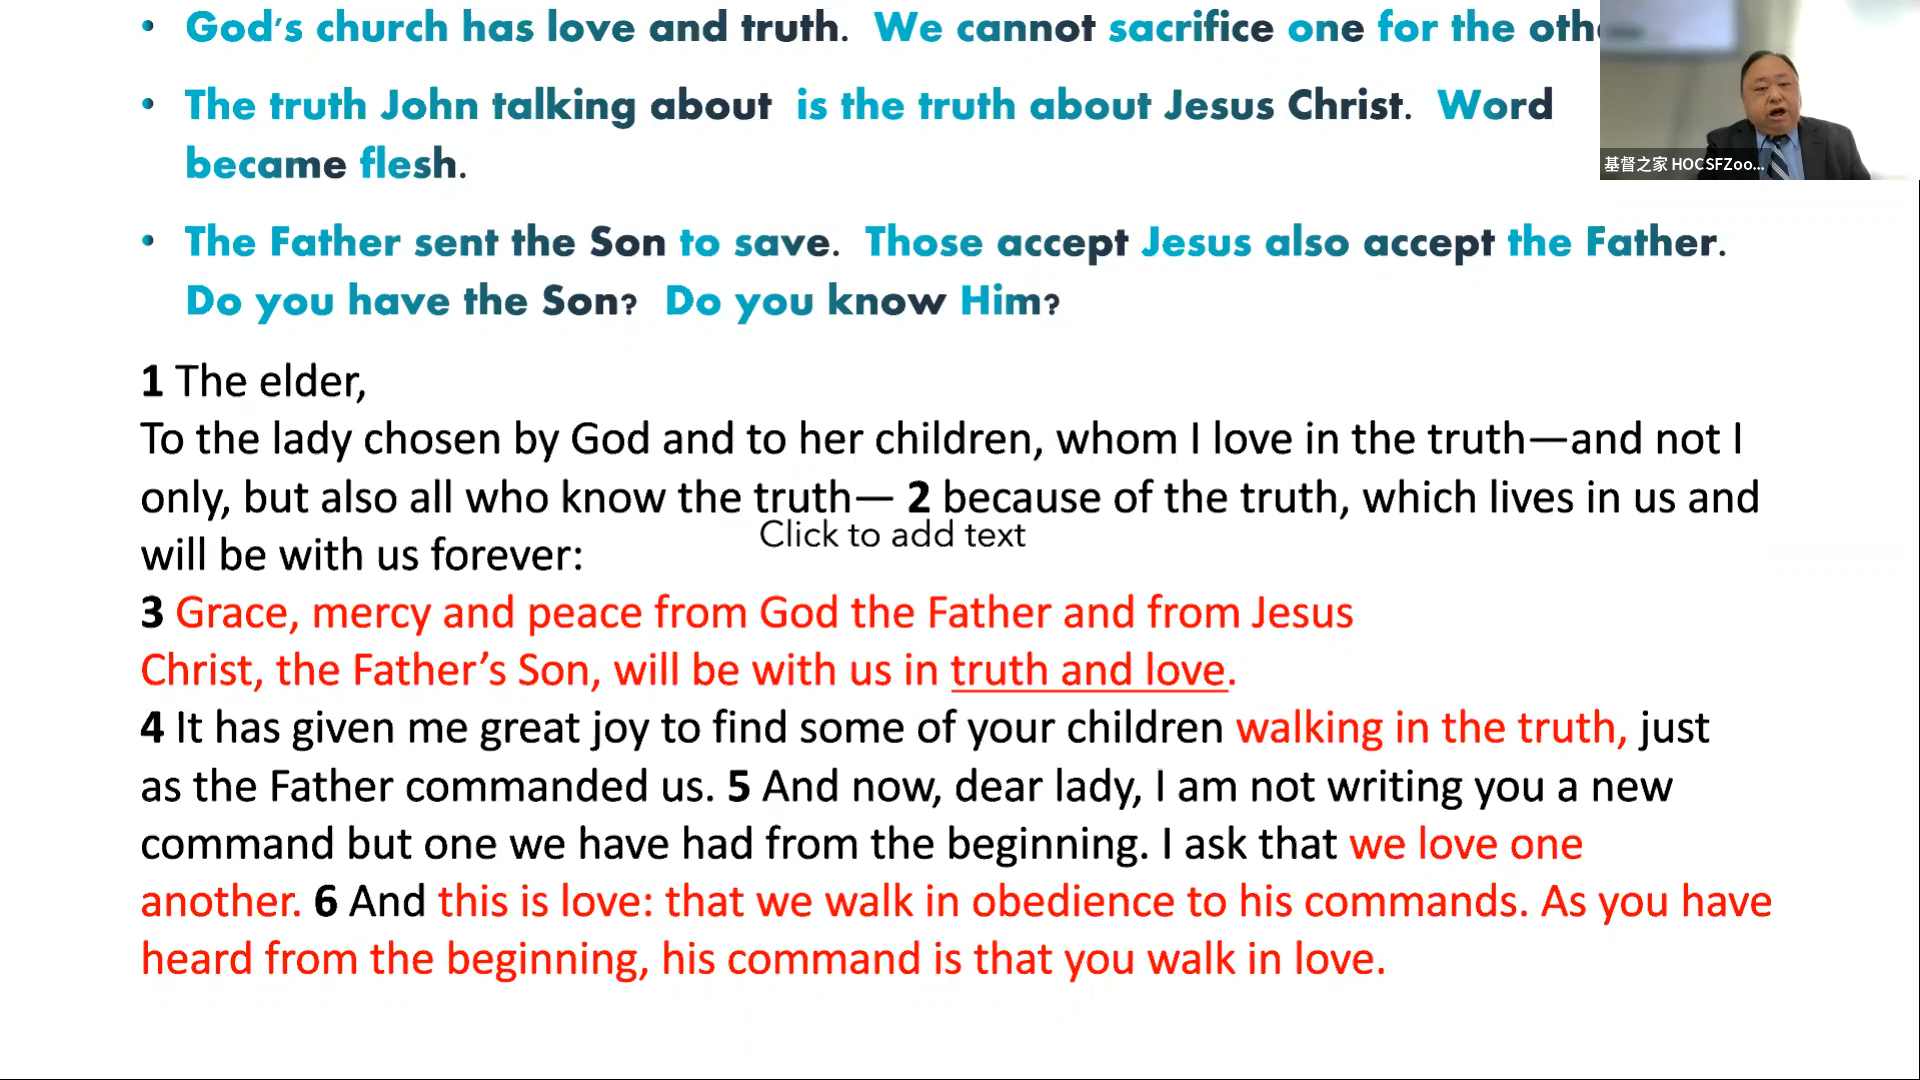 • God's church has love and truth.  We cannot sacrifice one for the oth
• The truth John talking about  is the truth about Jesus Christ.  Word
became flesh.
• The Father sent the Son to save.  Those accept Jesus also accept the Father.
Do you have the Son?  Do you know Him?
基督之家 HOCSFZoo...
1 The elder,
To the lady chosen by God and to her children, whom I love in the truth—and not I
only, but also all who know the truth— 2 because of the truth, which lives in us and
Click to add text
will be with us forever:
3 Grace, mercy and peace from God the Father and from Jesus
Christ, the Father’s Son, will be with us in truth and love.
4 It has given me great joy to find some of your children walking in the truth, just
as the Father commanded us. 5 And now, dear lady, I am not writing you a new
command but one we have had from the beginning. I ask that we love one
another. 6 And this is love: that we walk in obedience to his commands. As you have
heard from the beginning, his command is that you walk in love.